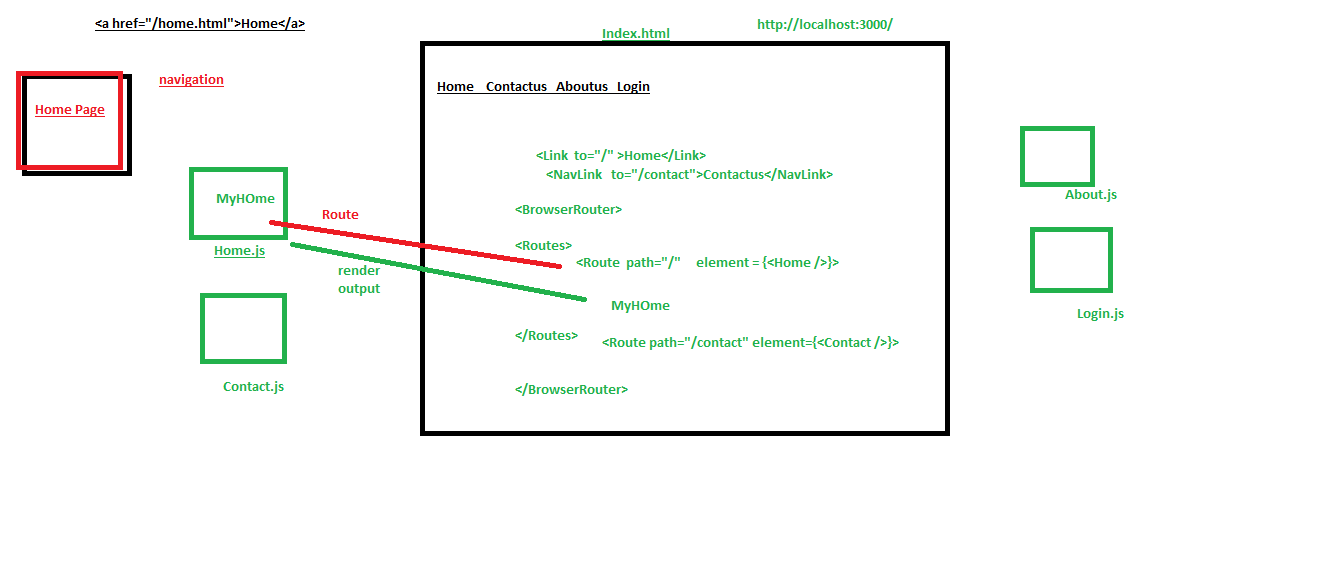 <a href="/home.html">Home</a>
http://localhost:3000/
Index.html
navigation
Home Contactus Aboutus Login
Home Page
<Link to="/" >Home</Link>
<NavLink to="/contact">Contactus</NavLink>
About.js
MyHOme
Route
<BrowserRouter>
Home.js
<Routes>
<Route path="/" element = {<Home />}>
render
output
MyHOme
Login.js
</Routes>
<Route path="/contact" element={<Contact />}>
Contact.js
</BrowserRouter>